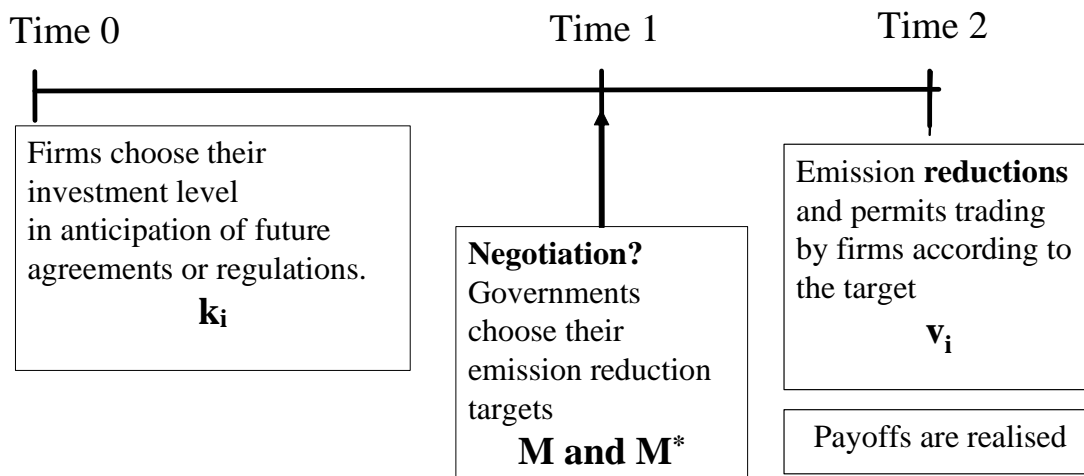 Time 0
Time 1
Time 2
Firms choose their
investment level
in anticipation of future
agreements or regulations.
k_i
Negotiation?
Governments
choose their
emission reduction
targets
M and M*
Emission reductions
and permits trading
by firms according to
the target
v_i
Payoffs are realised